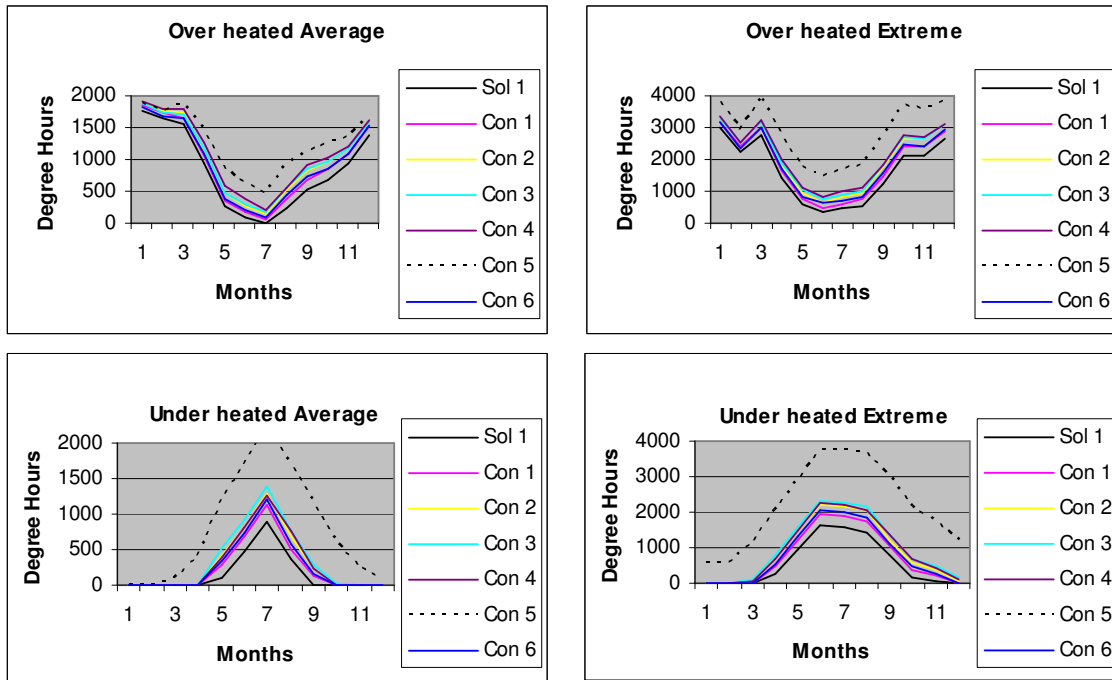 Over heated Average
Degree Hours
2000
1500
1000
500
0
1 3 5 7 9 11
Months
Sol 1
Con 1
Con 2
Con 3
Con 4
Con 5
Con 6
Over heated Extreme
Degree Hours
4000
3000
2000
1000
0
1 3 5 7 9 11
Months
Sol 1
Con 1
Con 2
Con 3
Con 4
Con 5
Con 6
Under heated Average
Degree Hours
2000
1500
1000
500
0
1 3 5 7 9 11
Months
Sol 1
Con 1
Con 2
Con 3
Con 4
Con 5
Con 6
Under heated Extreme
Degree Hours
4000
3000
2000
1000
0
1 3 5 7 9 11
Months
Sol 1
Con 1
Con 2
Con 3
Con 4
Con 5
Con 6